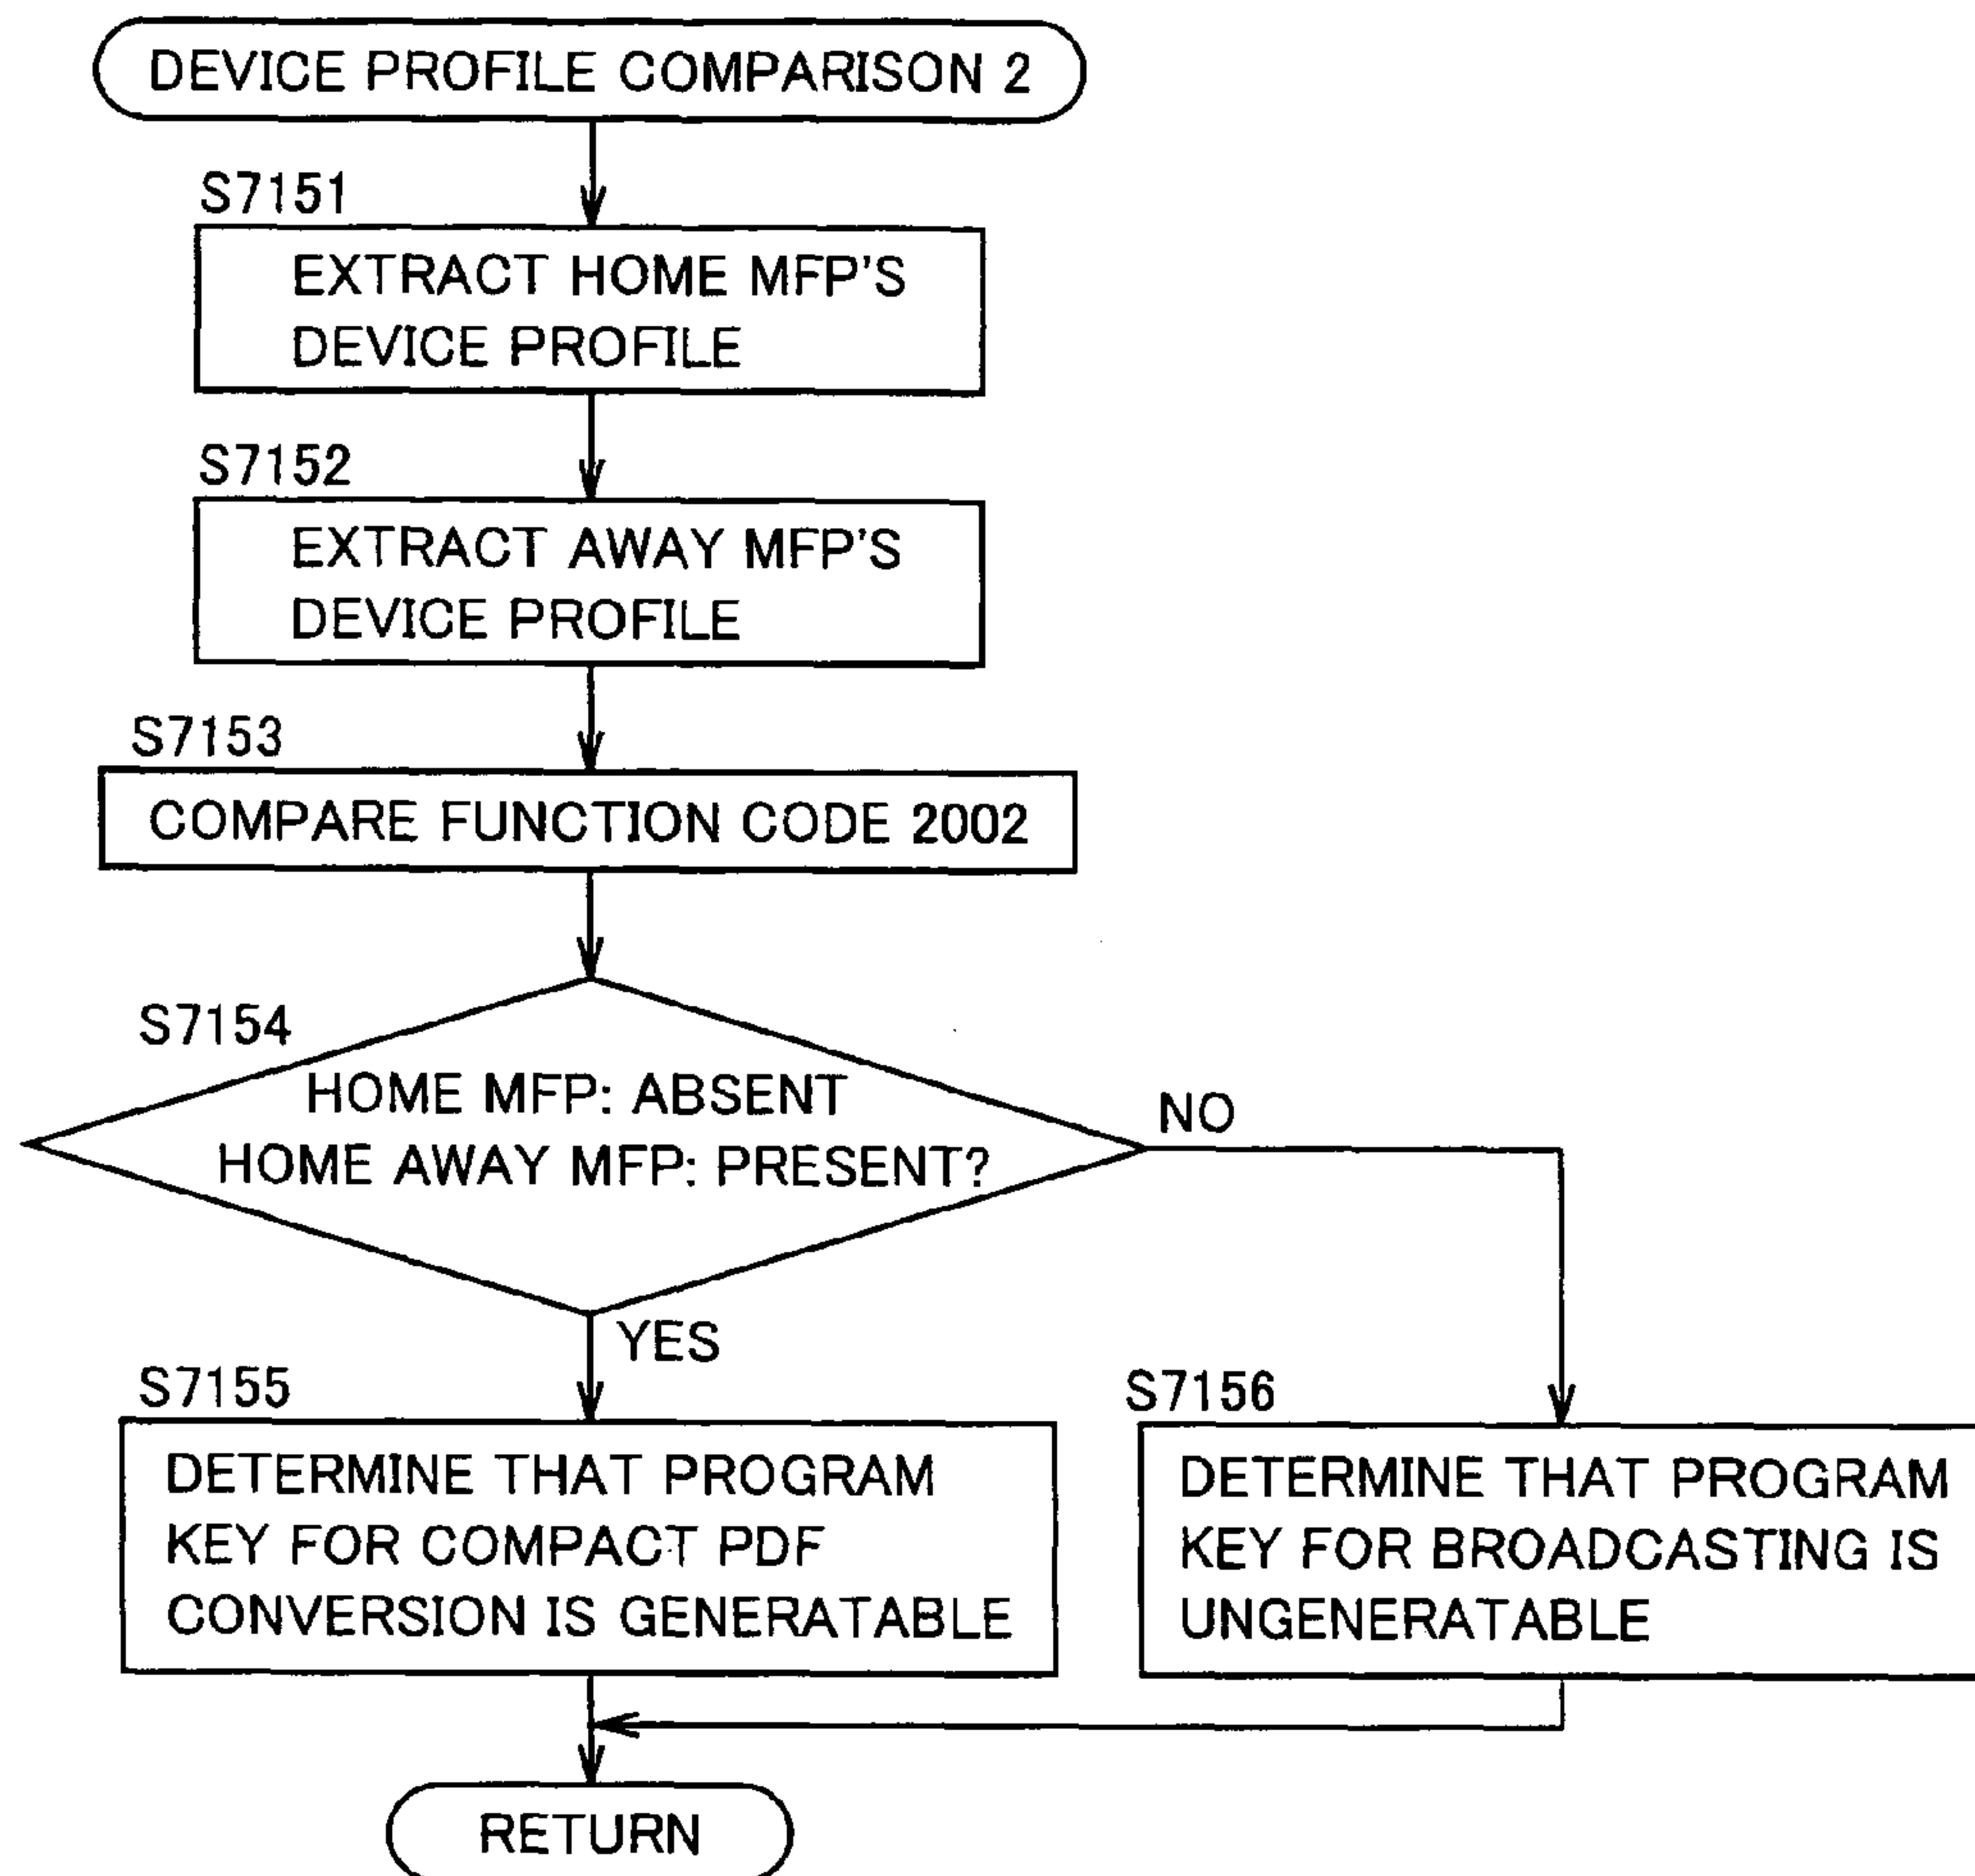 DEVICE PROFILE COMPARISON 2
S7151
EXTRACT HOME MFP'S
DEVICE PROFILE
S7152
EXTRACT AWAY MFP'S
DEVICE PROFILE
S7153
COMPARE FUNCTION CODE 2002
S7154
HOME MFP: ABSENT
HOME AWAY MFP: PRESENT?
NO
YES
S7155
DETERMINE THAT PROGRAM
KEY FOR COMPACT PDF
CONVERSION IS GENERATABLE
S7156
DETERMINE THAT PROGRAM
KEY FOR BROADCASTING IS
UNGENERATABLE
RETURN